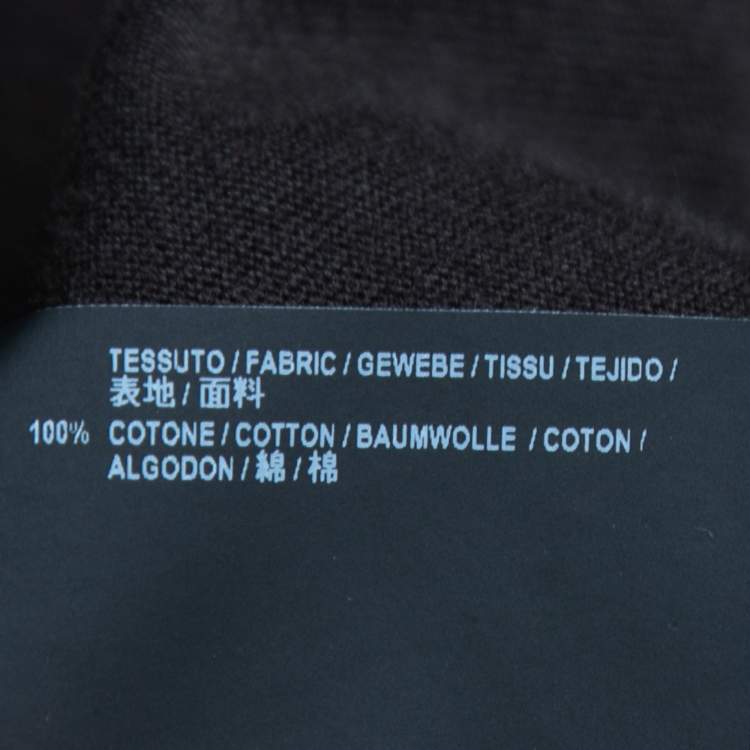 TESSUTO / FABRIC / GEWEBE / TISSU / TEJIDO /
表地 / 面料
100% COTONE / COTTON / BAUMWOLLE / COTON /
ALGODON / 綿 / 棉